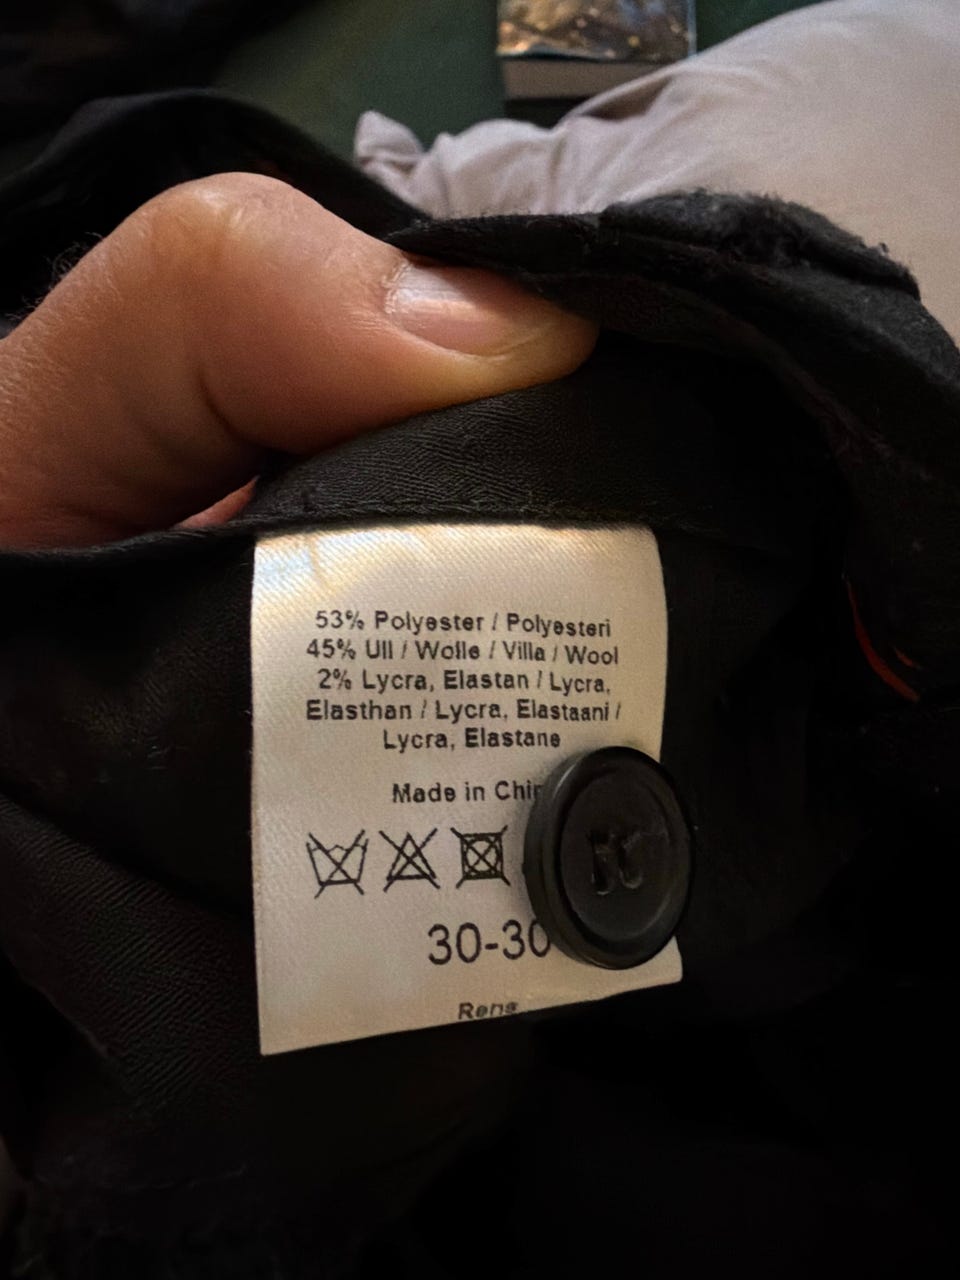 53% Polyester / Polyesteri
45% Ull / Wolle / Villa / Wool
2% Lycra, Elastan / Lycra,
Elasthan / Lycra, Elastaani /
Lycra, Elastane
Made in
30-30
Rens